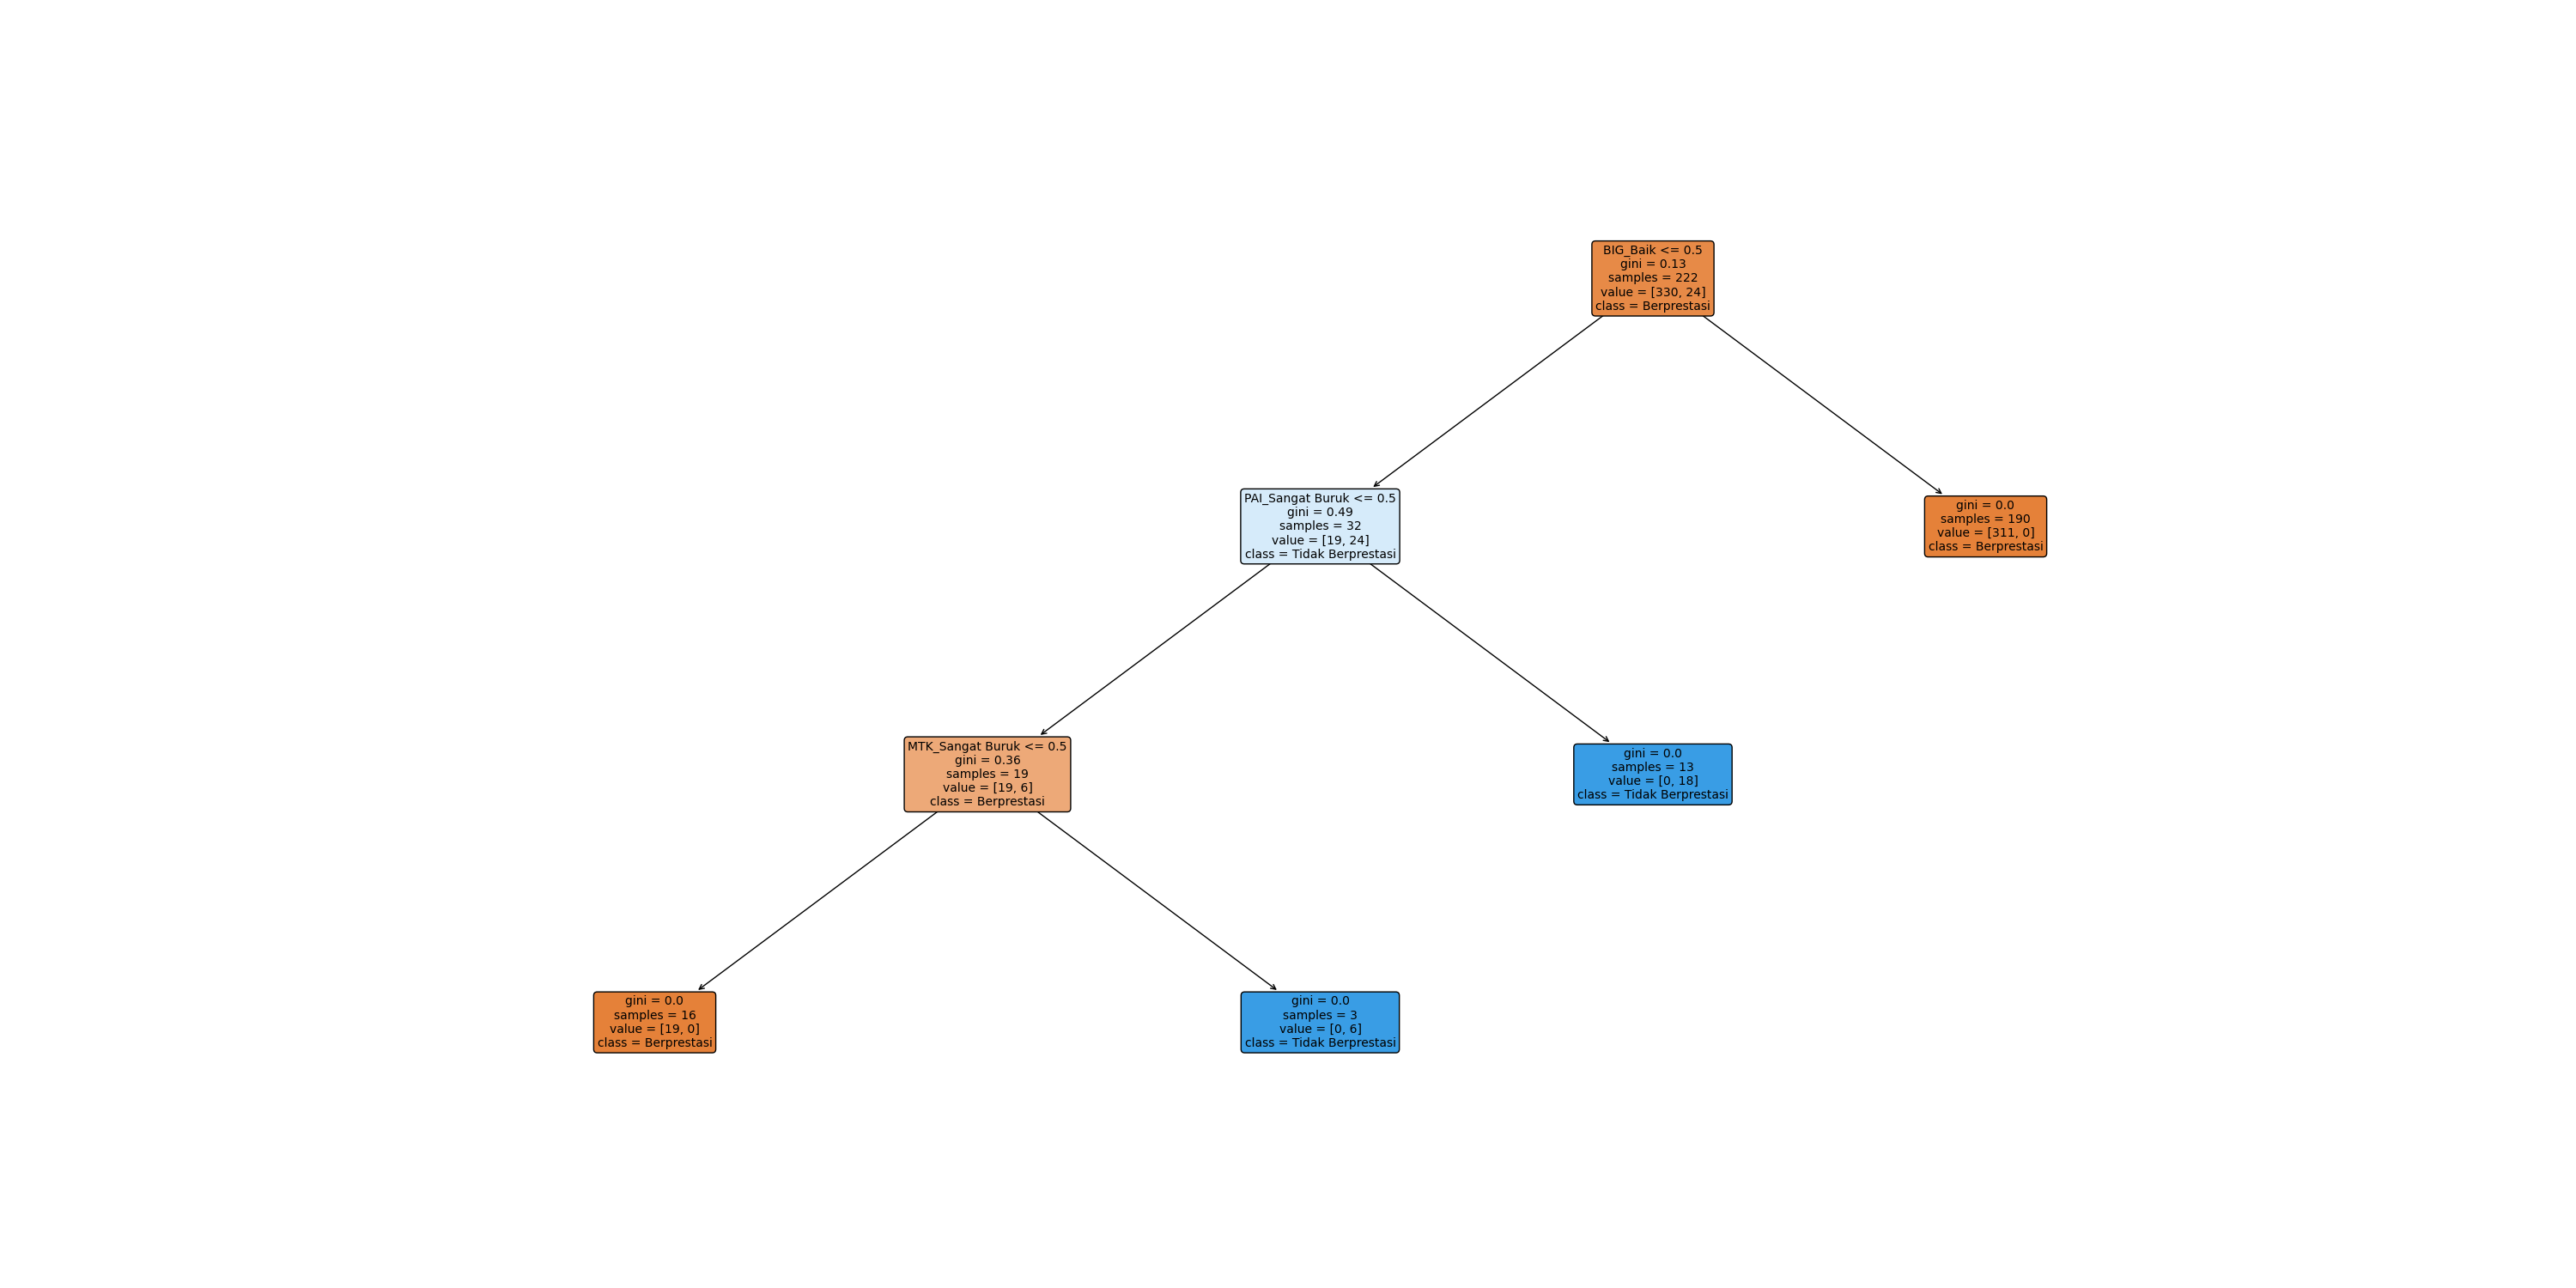 BIG_Baik <= 0.5
gini = 0.13
samples = 222
value = [330, 24]
class = Berprestasi
PAI_Sangat Buruk <= 0.5
gini = 0.49
samples = 32
value = [19, 24]
class = Tidak Berprestasi
gini = 0.0
samples = 190
value = [311, 0]
class = Berprestasi
MTK_Sangat Buruk <= 0.5
gini = 0.36
samples = 19
value = [19, 6]
class = Berprestasi
gini = 0.0
samples = 13
value = [0, 18]
class = Tidak Berprestasi
gini = 0.0
samples = 16
value = [19, 0]
class = Berprestasi
gini = 0.0
samples = 3
value = [0, 6]
class = Tidak Berprestasi